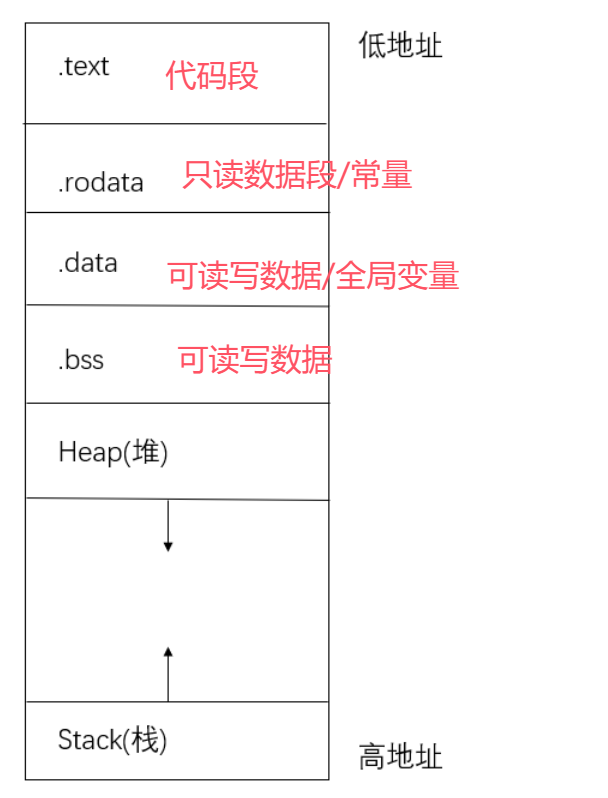 低地址
.text 代码段
.rodata 只读数据段/常量
.data 可读写数据/全局变量
.bss 可读写数据
Heap(堆)
Stack(栈)
高地址